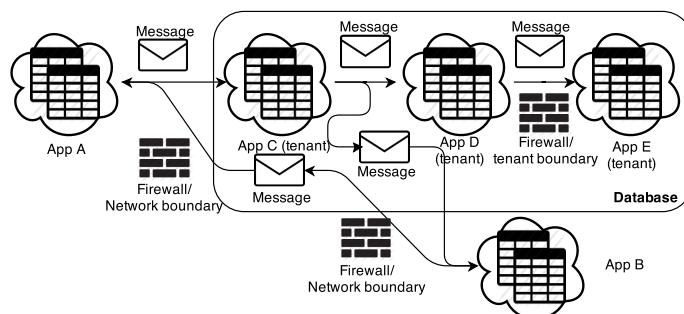 Message
Message
Message
App A
App C (tenant)
App D
(tenant)
Firewall/
tenant boundary
App E
(tenant)
Message
Firewall/
Network boundary
Message
Database
Firewall/
Network boundary
App B